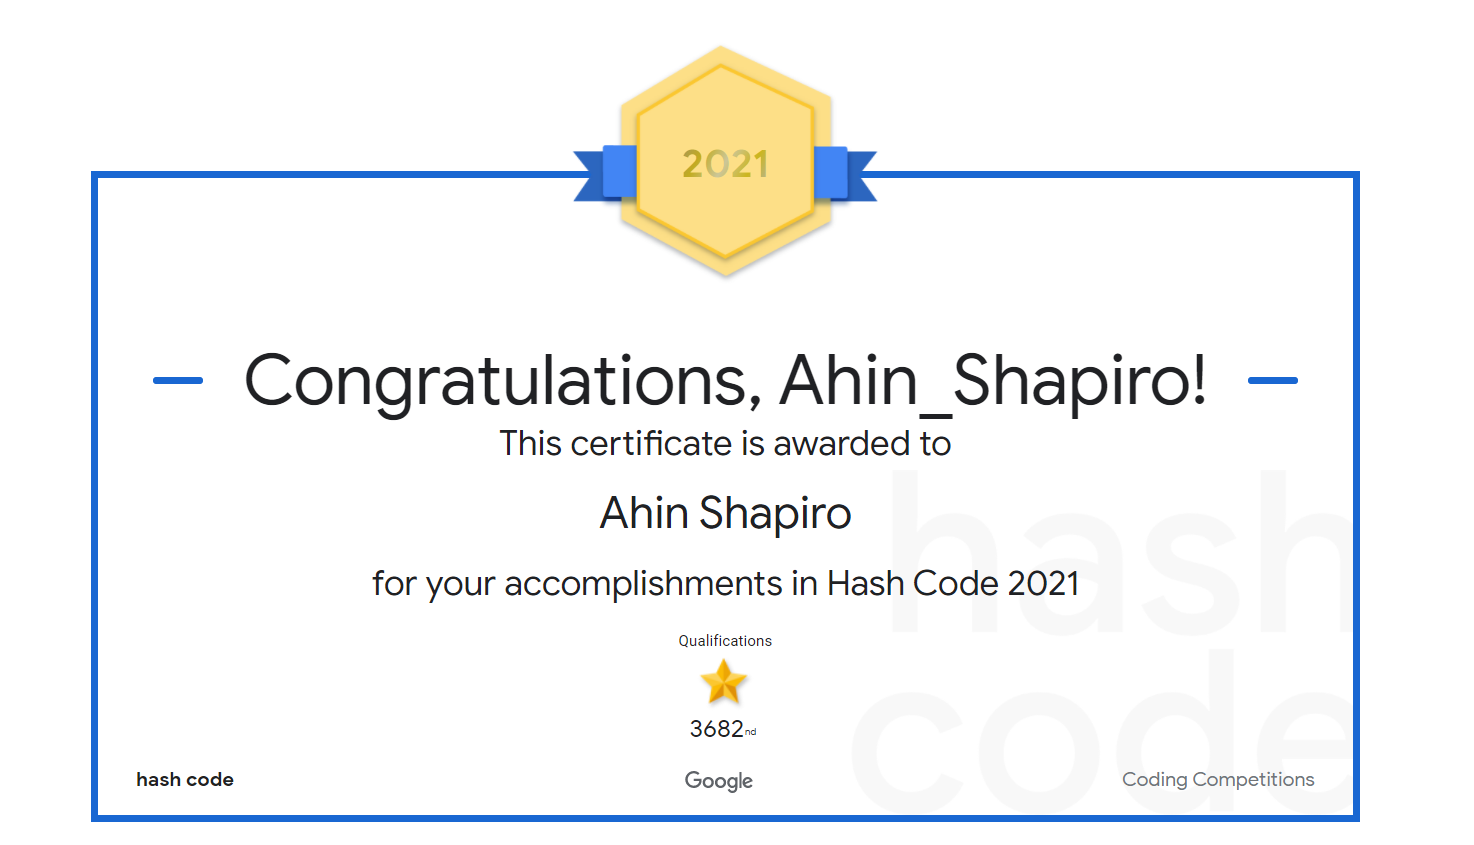 2021
Congratulations, Ahin_Shapiro!
This certificate is awarded to
Ahin Shapiro
for your accomplishments in Hash Code 2021
hash
code
Qualifications
3682nd
hash code
Google
Coding Competitions